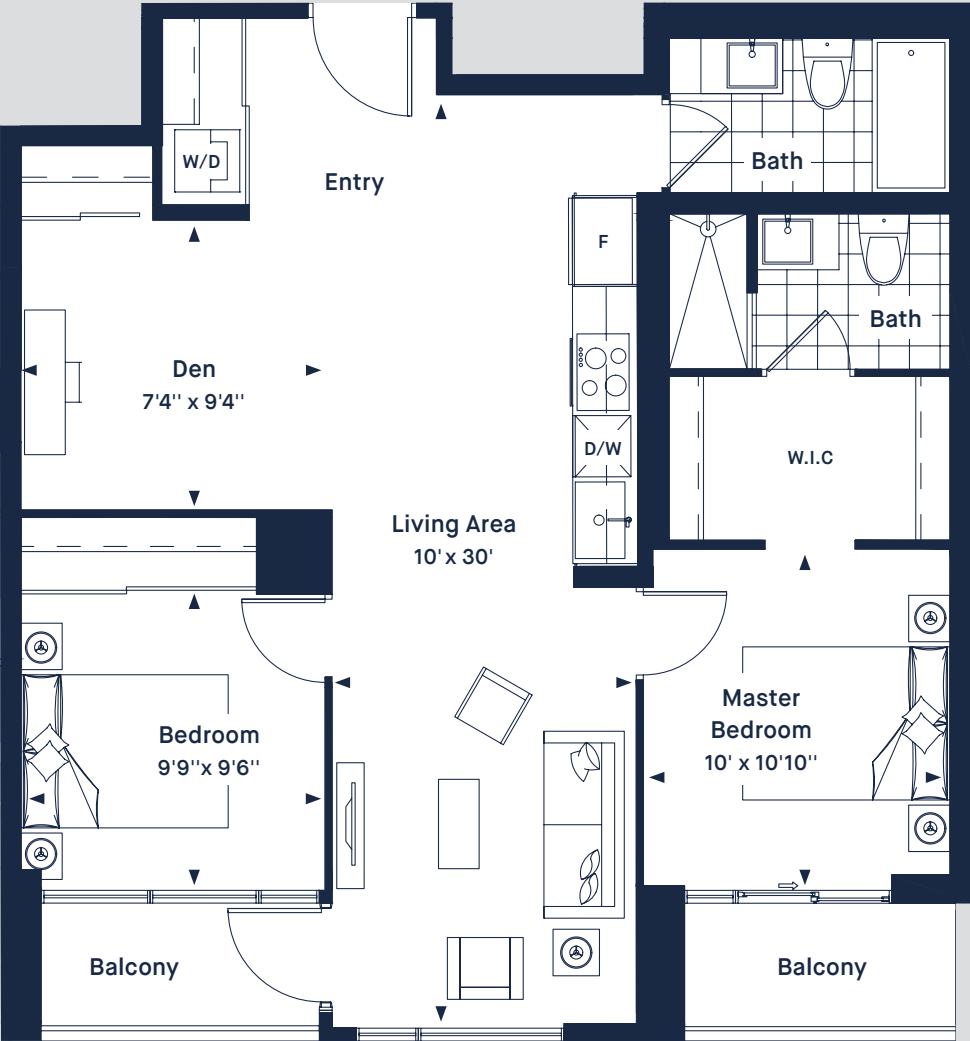 W/D
Entry
Bath
F
Bath
Den
7'4'' x 9'4''
D/W
W.I.C
Living Area
10' x 30'
Bedroom
9'9''x 9'6''
Master
Bedroom
10' x 10'10''
Balcony
Balcony